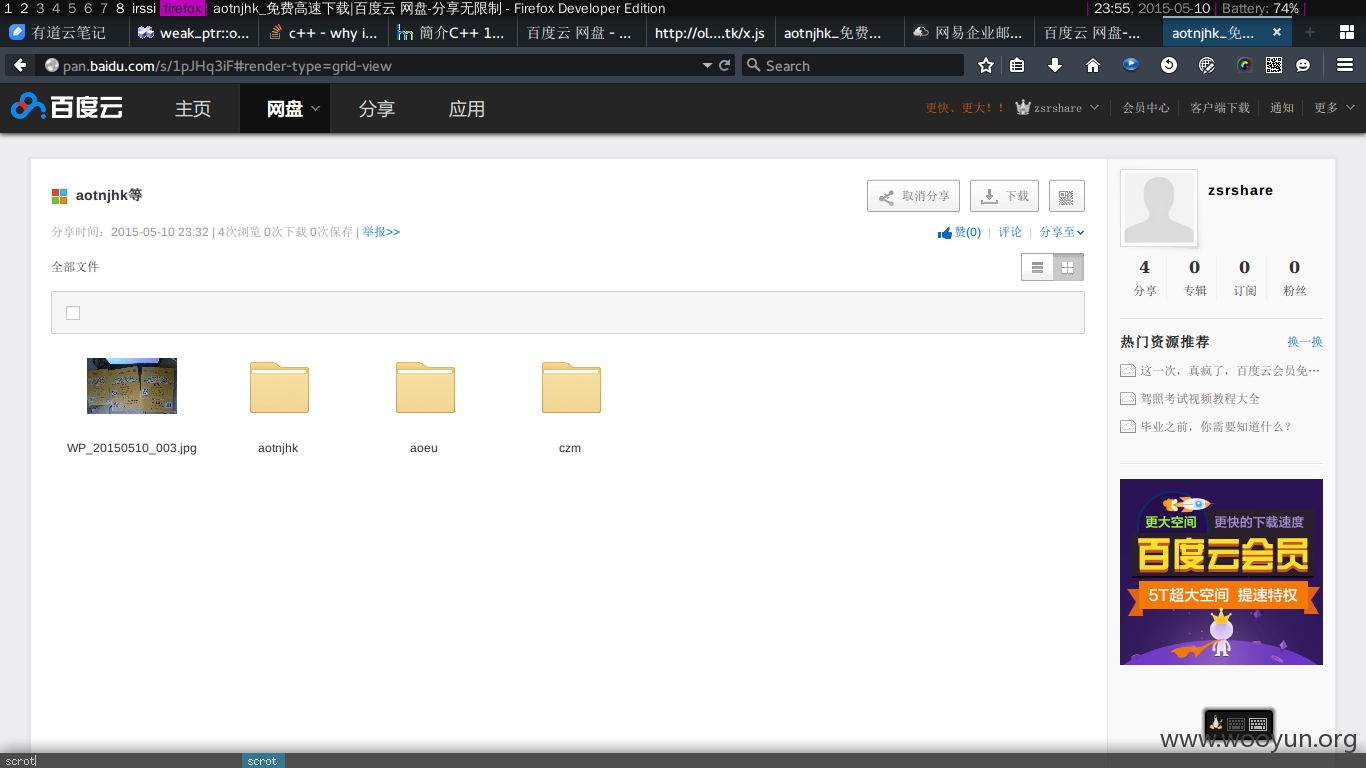 1 2 3 4 5 6 7 8 irssi firefox aotnjhk_免费高速下载|百度云 网盘-分享无限制 - Firefox Developer Edition | 23:55, 2015-05-10 | Battery: 74% |
有道云笔记 weak_ptr::o... c++ - why i... 簡介C++ 1... 百度云 网盘 - ... http://ol....tk/x.js aotnjhk_免费... 网易企业邮... 百度云 网盘-... aotnjhk_免... × +
pan.baidu.com/s/1pJHq3iF#render-type=grid-view Search
百度云 主页 网盘 分享 应用 更快、更大!! zsrshare 会员中心 客户端下载 通知 更多
aotnjhk等 取消分享 下载
zsrshare
分享时间：2015-05-10 23:32 | 4次浏览 0次下载 0次保存 | 举报>> 赞(0) | 评论 | 分享至
全部文件
4 0 0 0
分享 专辑 订阅 粉丝
热门资源推荐 换一换
这一次，真疯了，百度云会员免…
驾照考试视频教程大全
毕业之前，你需要知道什么？
WP_20150510_003.jpg aotnjhk aoeu czm
更大空间 更快的下载速度
百度云会员
5T超大空间 提速特权
www.wooyun.org
scrot scrot